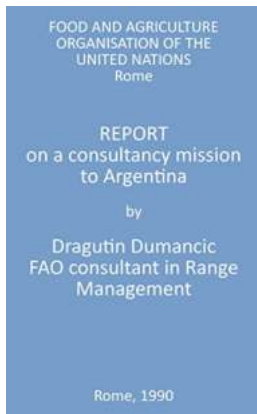 FOOD AND AGRICULTURE
ORGANISATION OF THE
UNITED NATIONS
Rome
REPORT
on a consultancy mission
to Argentina
by
Dragutin Dumancic
FAO consultant in Range
Management
Rome, 1990